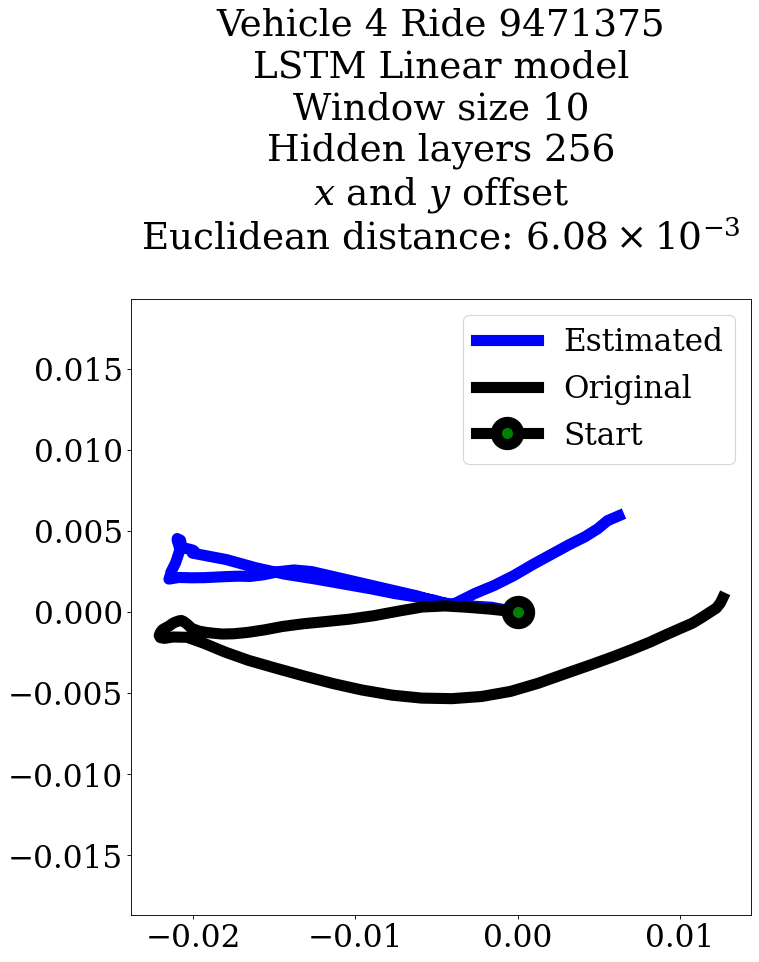 Vehicle 4 Ride 9471375
LSTM Linear model
Window size 10
Hidden layers 256
x and y offset
Euclidean distance: 6.08 × 10⁻³
Estimated
Original
Start
0.015
0.010
0.005
0.000
−0.005
−0.010
−0.015
−0.02
−0.01
0.00
0.01